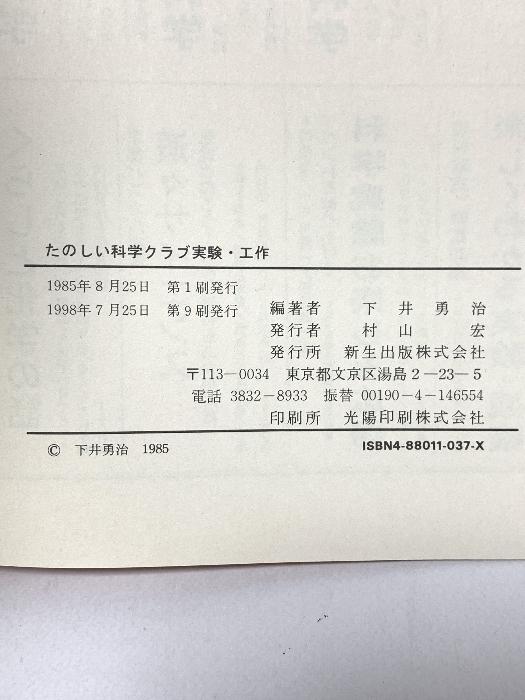 たのしい科学クラブ実験・工作
1985年8月25日 第1刷発行
1998年7月25日 第9刷発行
編著者 下井勇治
発行者 村山宏
発行所 新生出版株式会社
〒113―0034 東京都文京区湯島2―23―5
電話 3832―8933 振替 00190―4―146554
印刷所 光陽印刷株式会社
© 下井勇治 1985
ISBN4-88011-037-X